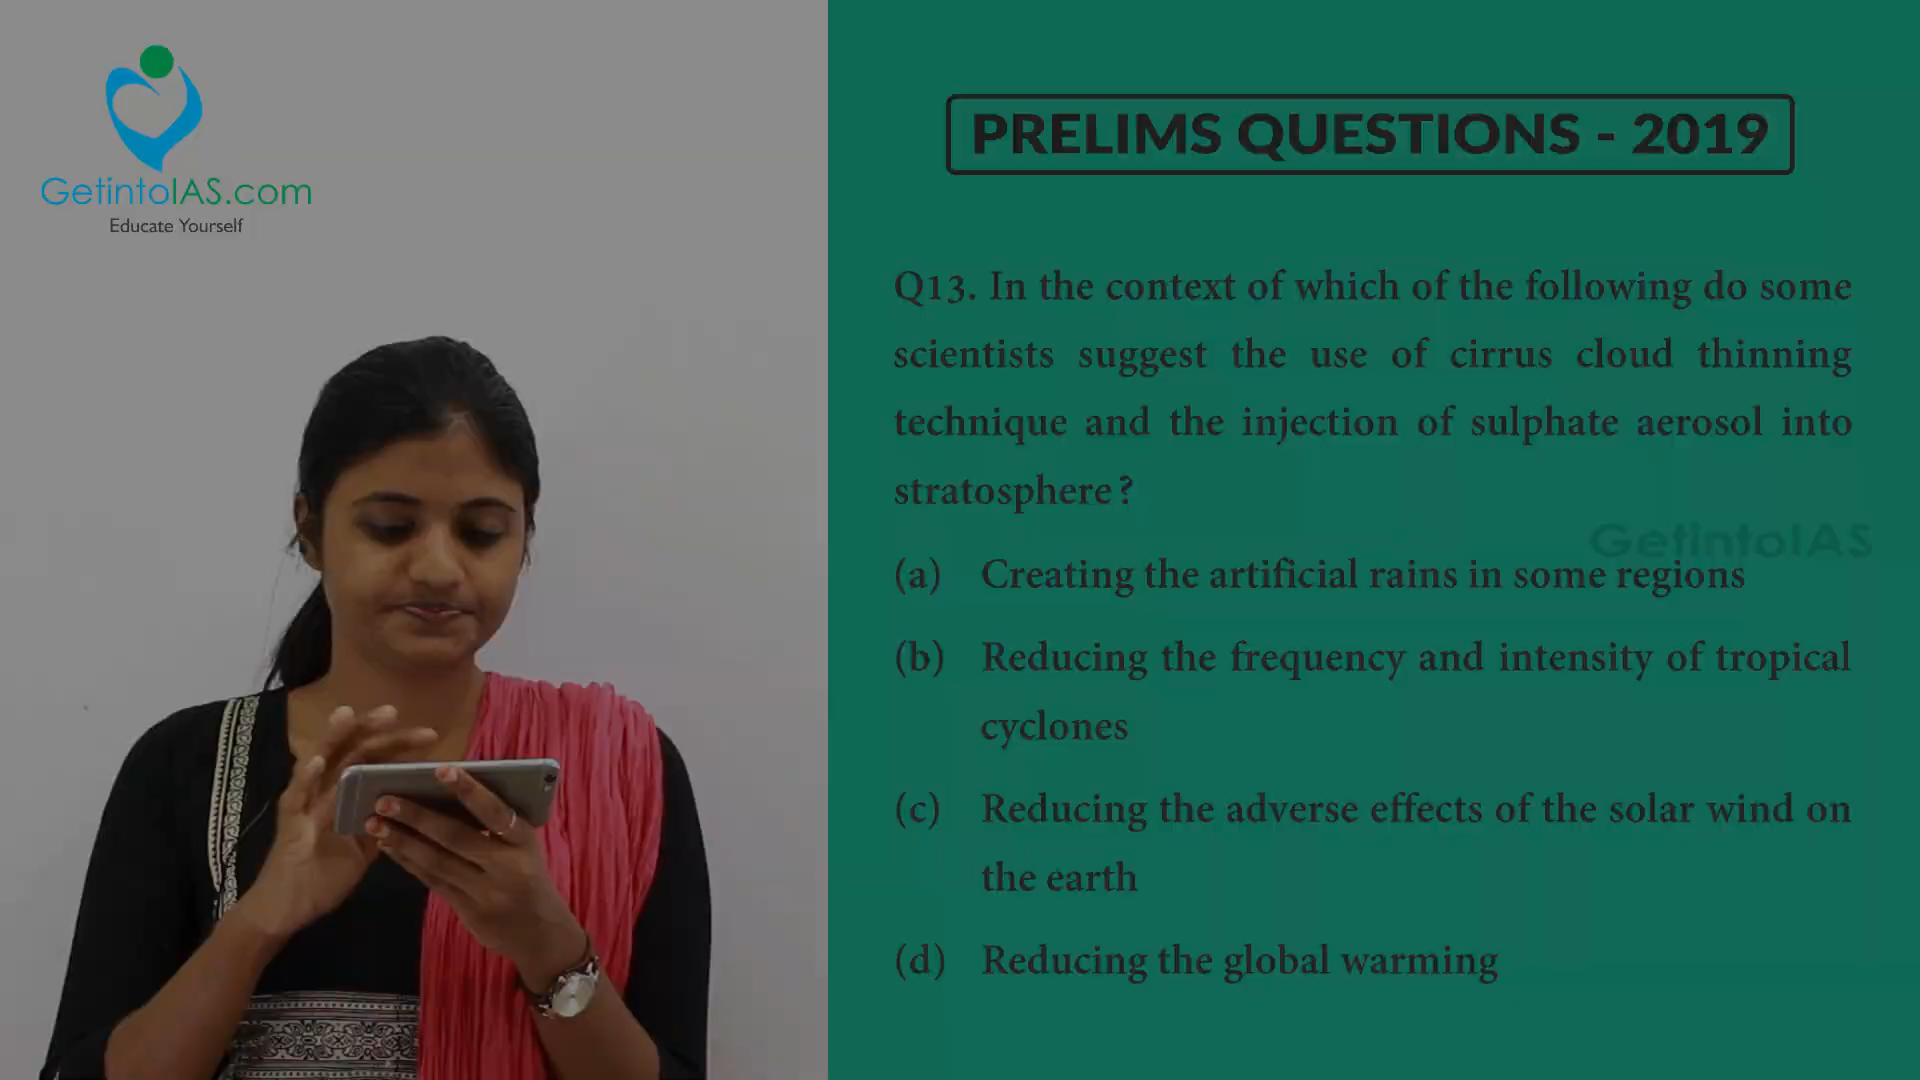 GetintoIAS.com
Educate Yourself
PRELIMS QUESTIONS - 2019
Q13. In the context of which of the following do some
scientists suggest the use of cirrus cloud thinning
technique and the injection of sulphate aerosol into
stratosphere?
GetintoIAS
(a) Creating the artificial rains in some regions
(b) Reducing the frequency and intensity of tropical
cyclones
(c) Reducing the adverse effects of the solar wind on
the earth
(d) Reducing the global warming